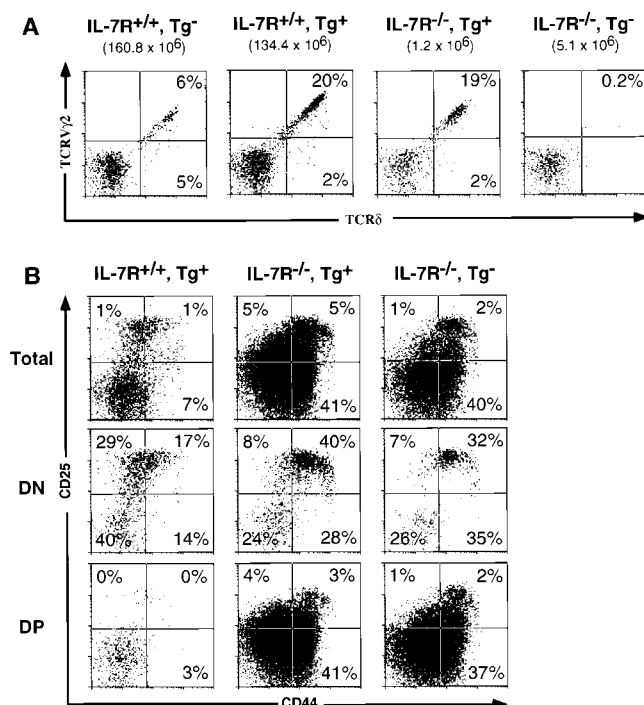 A
IL-7R+/+, Tg- IL-7R+/+, Tg+ IL-7R-/-, Tg+ IL-7R-/-, Tg-
(160.8 x 10⁶) (134.4 x 10⁶) (1.2 x 10⁶) (5.1 x 10⁶)
6% 20% 19% 0.2%
TCRVγ2
5% 2% 2%
TCRδ
B
IL-7R+/+, Tg+ IL-7R-/-, Tg+ IL-7R-/-, Tg-
1% 1% 5% 5% 1% 2%
Total
7% 41% 40%
29% 17% 8% 40% 7% 32%
DN
CD25
40% 14% 24% 28% 26% 35%
0% 0% 4% 3% 1% 2%
DP
3% 41% 37%
CD44